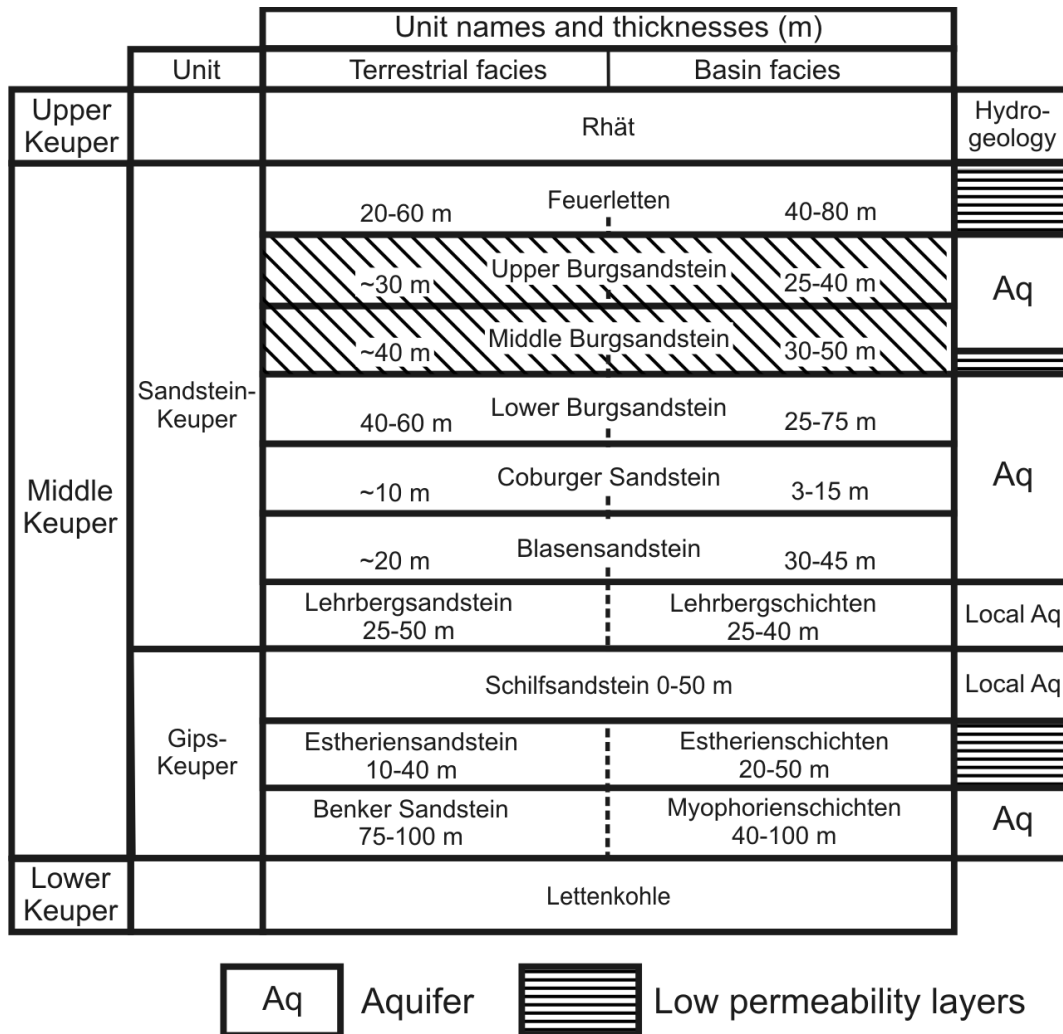 Unit names and thicknesses (m)
Unit
Terrestrial facies
Basin facies
Upper
Keuper
Rhät
Hydro-
geology
Middle
Keuper
Sandstein-
Keuper
Feuerletten
20-60 m
40-80 m
Upper Burgsandstein
~30 m
25-40 m
Aq
Middle Burgsandstein
~40 m
30-50 m
Lower Burgsandstein
40-60 m
25-75 m
Coburger Sandstein
~10 m
3-15 m
Aq
Blasensandstein
~20 m
30-45 m
Lehrbergsandstein
25-50 m
Lehrbergschichten
25-40 m
Local Aq
Gips-
Keuper
Schilfsandstein 0-50 m
Local Aq
Estheriensandstein
10-40 m
Estherienschichten
20-50 m
Benker Sandstein
75-100 m
Myophorienschichten
40-100 m
Aq
Lower
Keuper
Lettenkohle
Aq
Aquifer
Low permeability layers